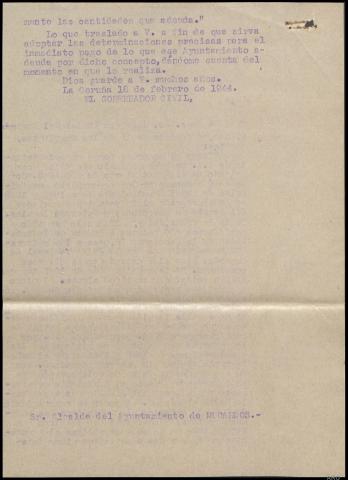 mente las cantidades que adeuda."
Lo que traslado a V. a fin de que sirva
adoptar las determinaciones precisas para el
inmediato pago de lo que ese Ayuntamiento a-
deuda por dicho concepto, dándome cuenta del
momento en que lo realiza.
Dios guarde a V. muchos años.
La Coruña 18 de febrero de 1944.
EL GOBERNADOR CIVIL,
Sr. Alcalde del Ayuntamiento de MUGARDOS.-